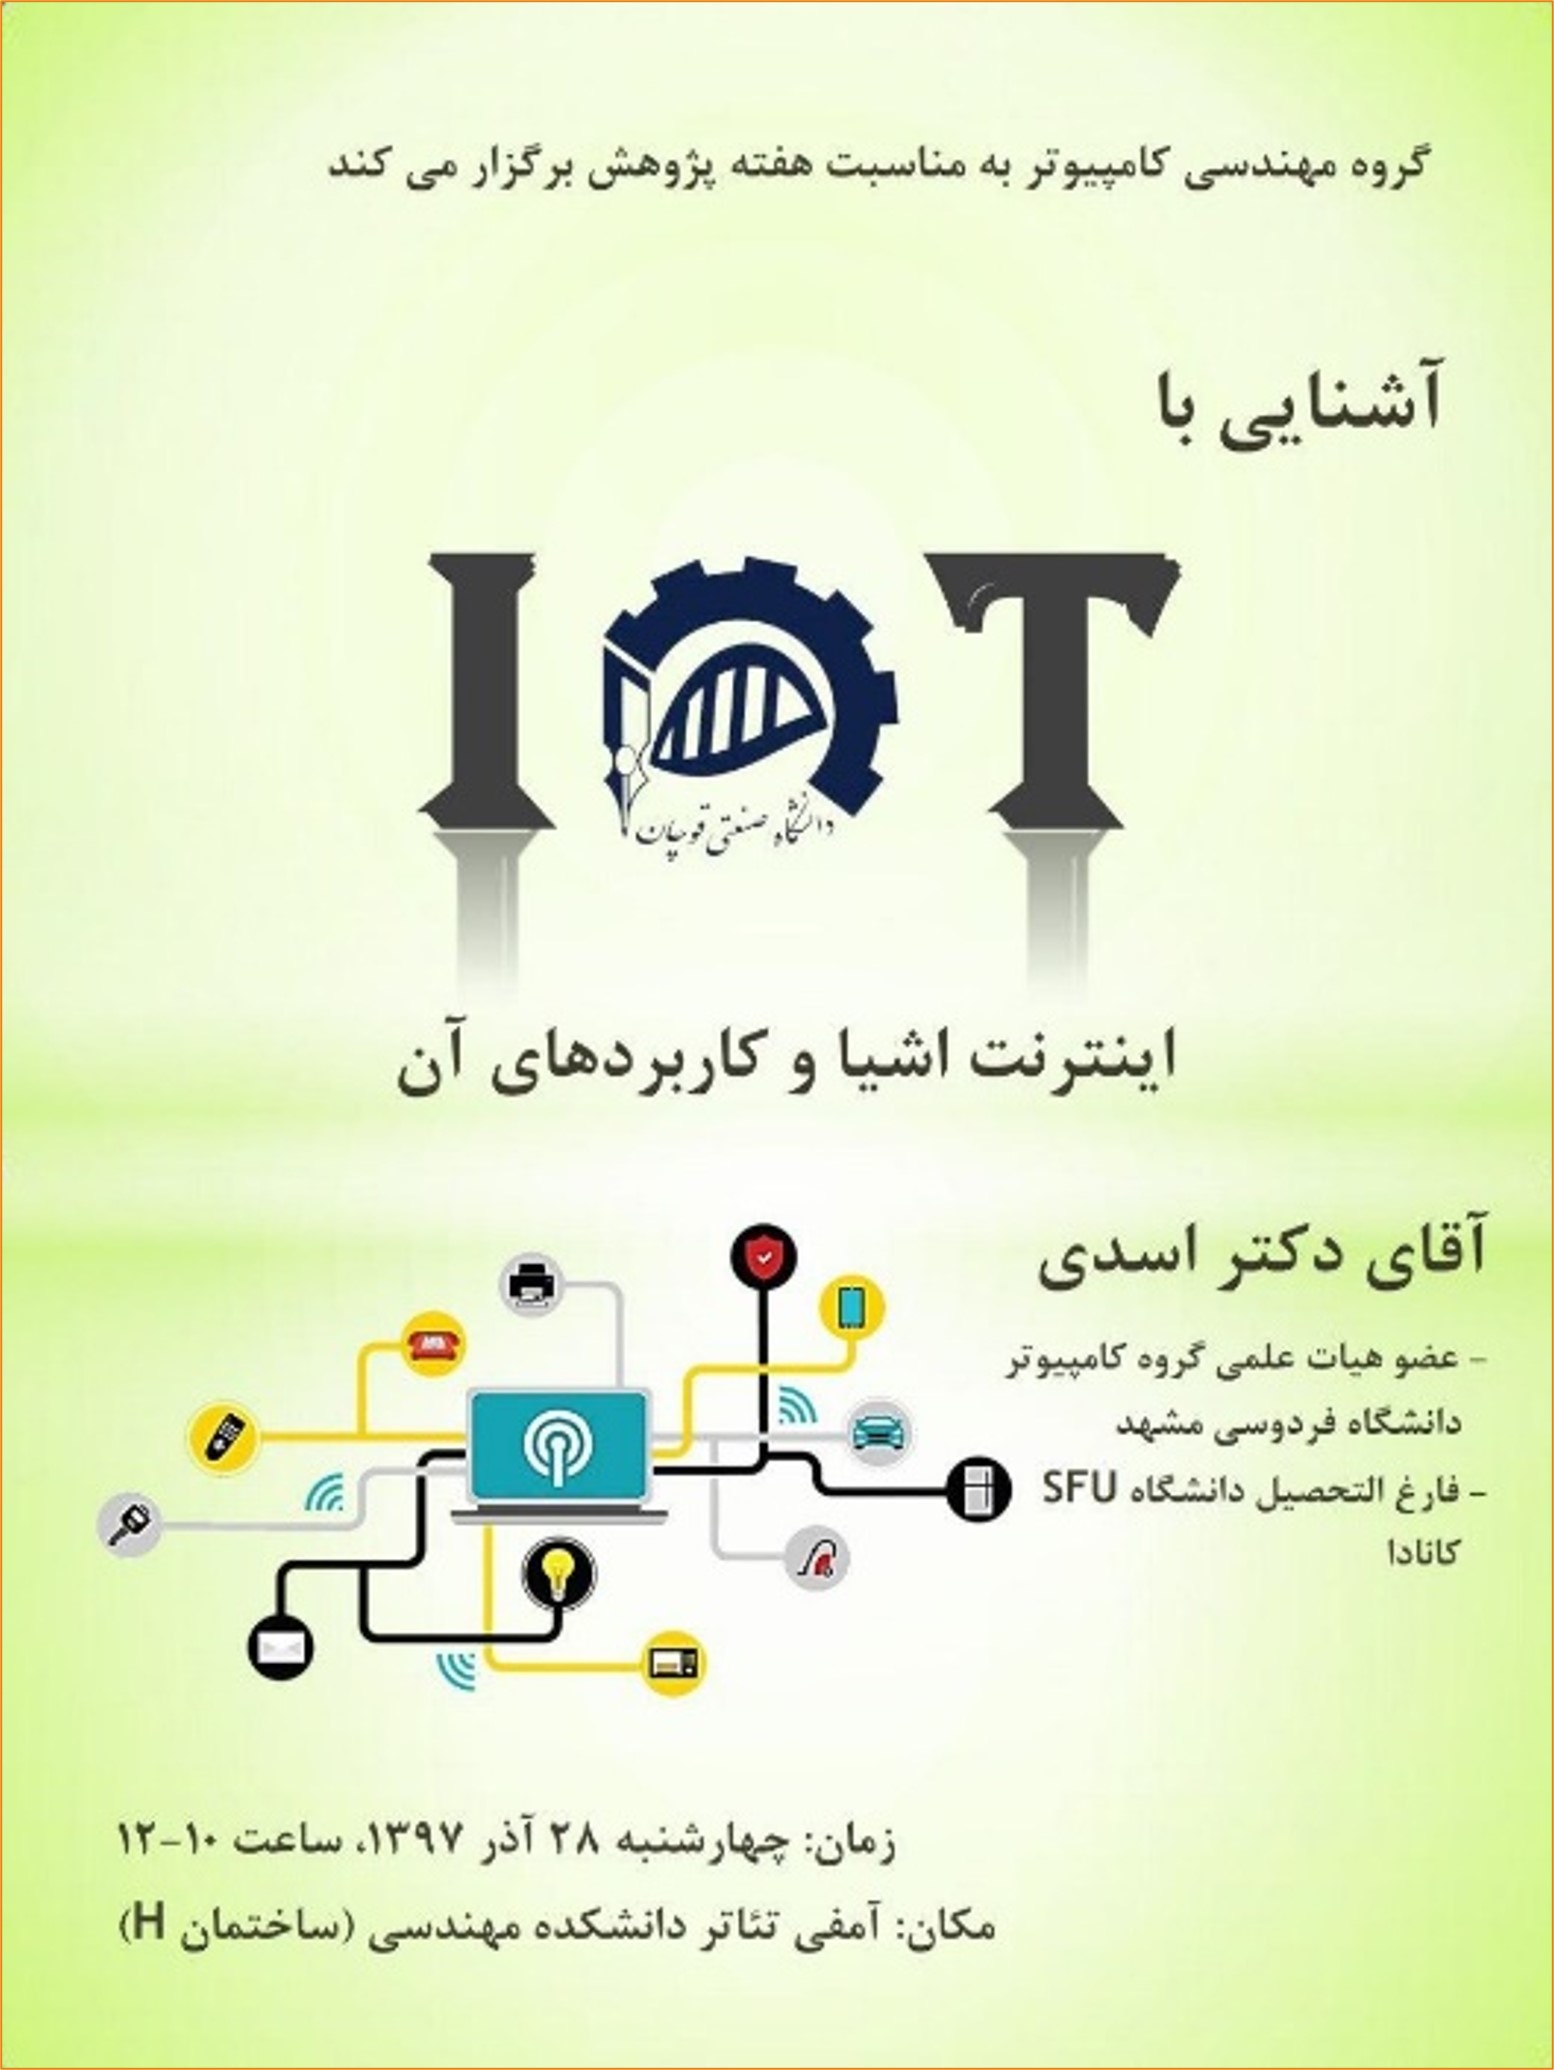 گروه مهندسی کامپیوتر به مناسبت هفته پژوهش برگزار می کند
آشنایی با
I T
دانشگاه صنعتی قوچان
اینترنت اشیا و کاربردهای آن
آقای دکتر اسدی
- عضو هیات علمی گروه کامپیوتر
دانشگاه فردوسی مشهد
- فارغ التحصیل دانشگاه SFU
کانادا
زمان: چهارشنبه ۲۸ آذر ۱۳۹۷، ساعت ۱۰-۱۲
مکان: آمفی تئاتر دانشکده مهندسی (ساختمان H)